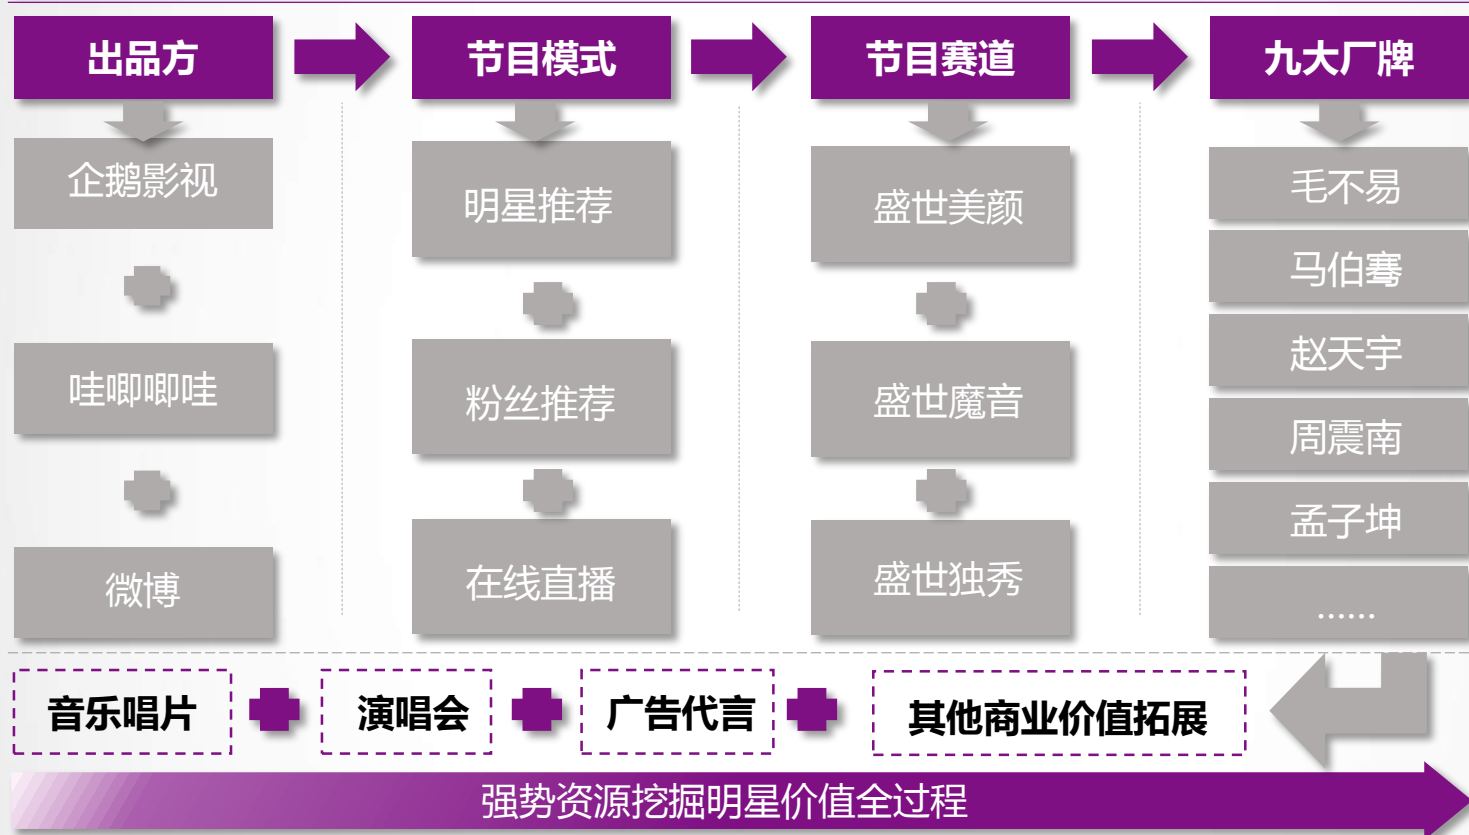 出品方
节目模式
节目赛道
九大厂牌
企鹅影视
哇唧唧哇
微博
明星推荐
粉丝推荐
在线直播
盛世美颜
盛世魔音
盛世独秀
毛不易
马伯骞
赵天宇
周震南
孟子坤
......
音乐唱片
演唱会
广告代言
其他商业价值拓展
强势资源挖掘明星价值全过程